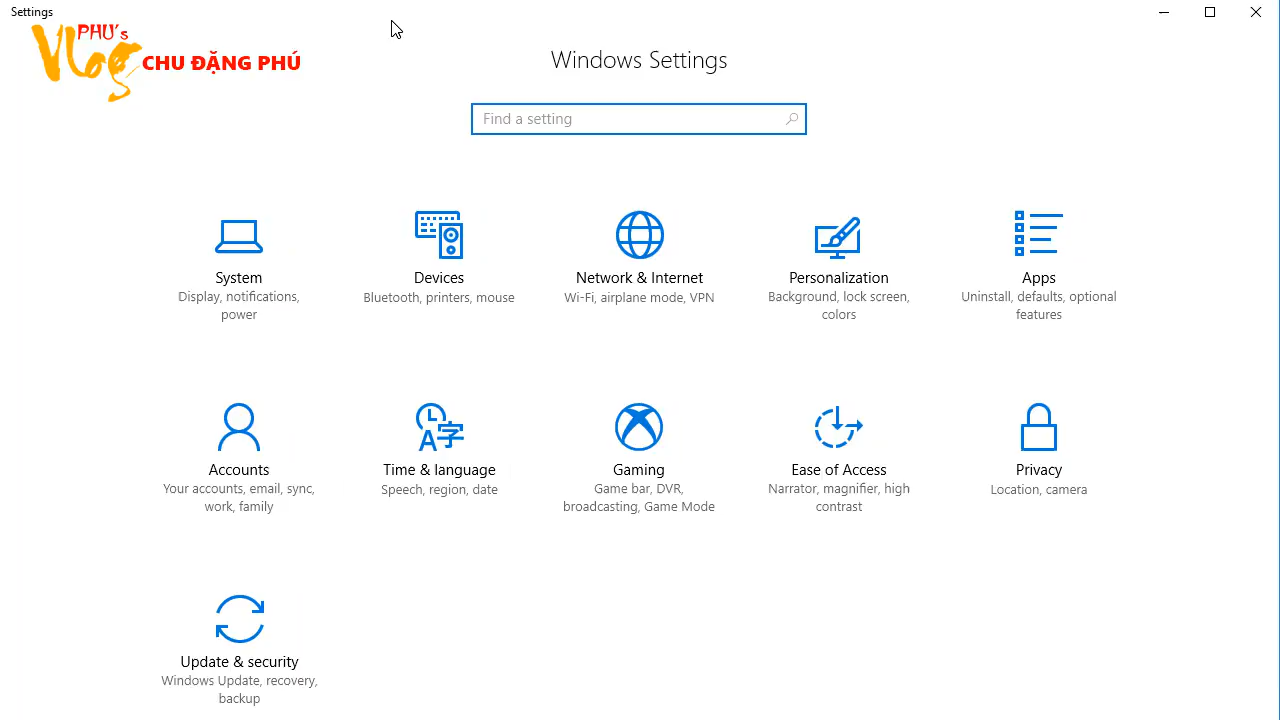 Settings
PHU's
Vlog
CHU ĐẶNG PHÚ
Windows Settings
Find a setting
System
Display, notifications,
power
Devices
Bluetooth, printers, mouse
Network & Internet
Wi-Fi, airplane mode, VPN
Personalization
Background, lock screen,
colors
Apps
Uninstall, defaults, optional
features
Accounts
Your accounts, email, sync,
work, family
Time & language
Speech, region, date
Gaming
Game bar, DVR,
broadcasting, Game Mode
Ease of Access
Narrator, magnifier, high
contrast
Privacy
Location, camera
Update & security
Windows Update, recovery,
backup